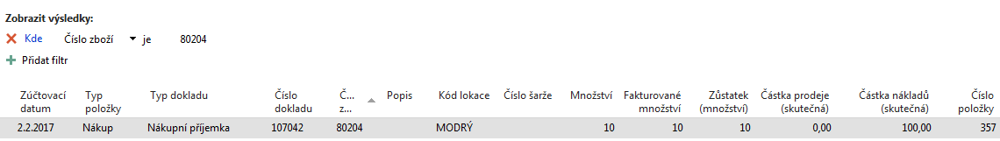 Zobrazit výsledky:
Kde Číslo zboží je 80204
Přidat filtr
Zúčtovací Typ Typ dokladu Číslo Č... Popis Kód lokace Číslo šarže Množství Fakturované Zůstatek Částka prodeje Částka nákladů Číslo
datum položky dokladu z... množství (množství) (skutečná) (skutečná) položky
2.2.2017 Nákup Nákupní příjemka 107042 80204 MODRÝ 10 10 10 0,00 100,00 357